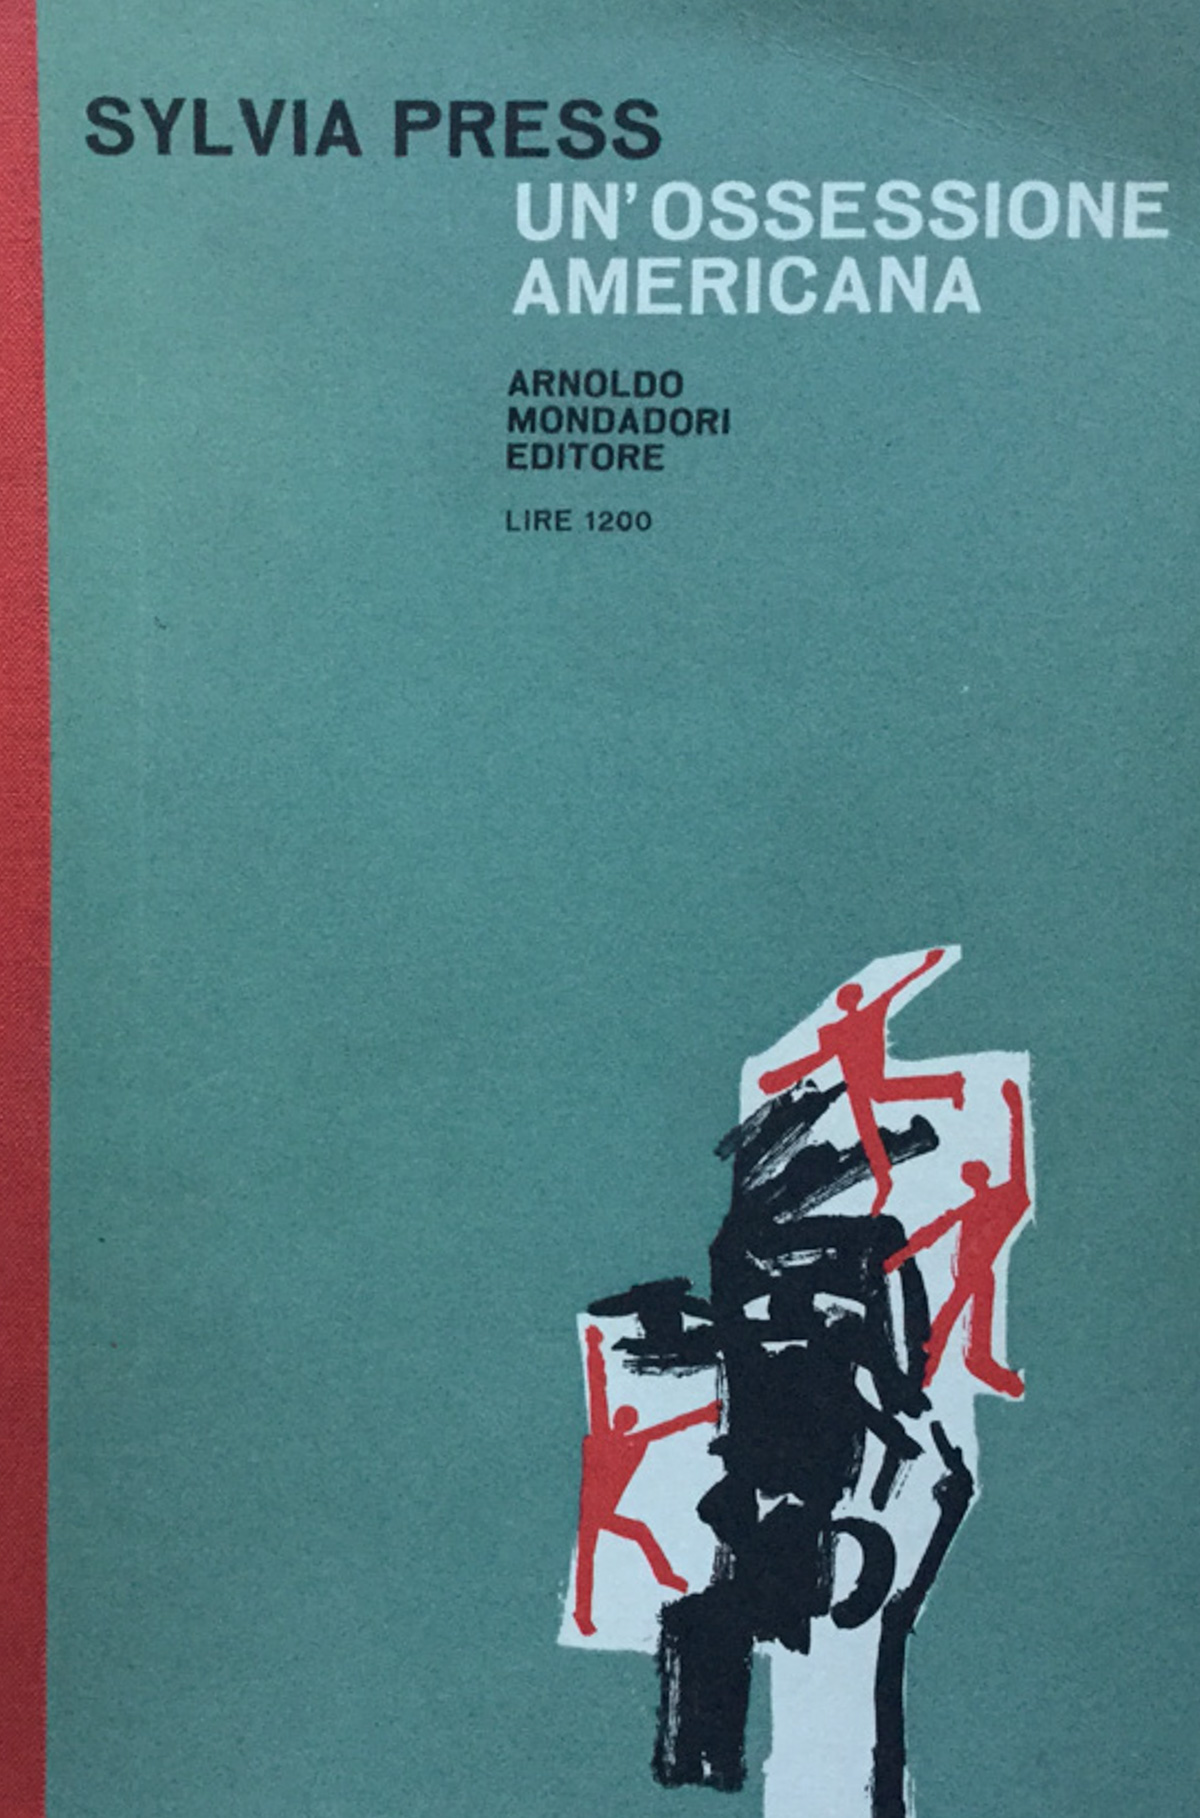 SYLVIA PRESS
UN'OSSESSIONE
AMERICANA
ARNOLDO
MONDADORI
EDITORE
LIRE 1200